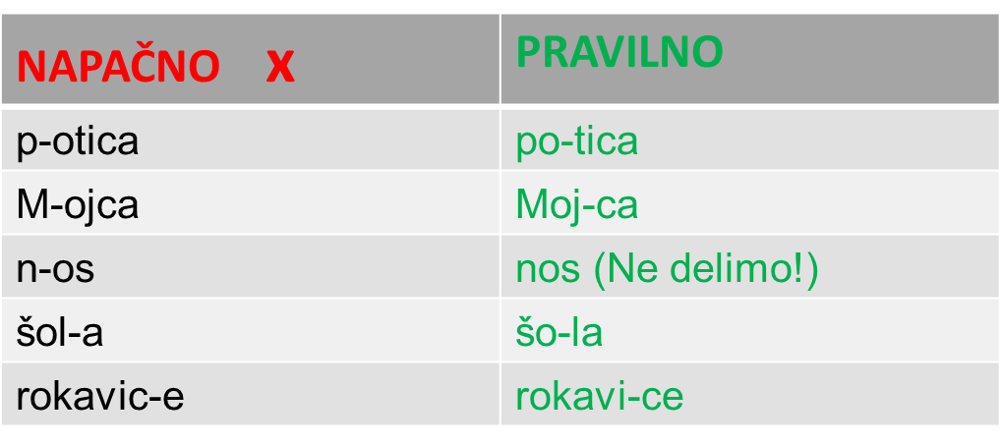 NAPAČNO X PRAVILNO
p-otica po-tica
M-ojca Moj-ca
n-os nos (Ne delimo!)
šol-a šo-la
rokavic-e rokavi-ce